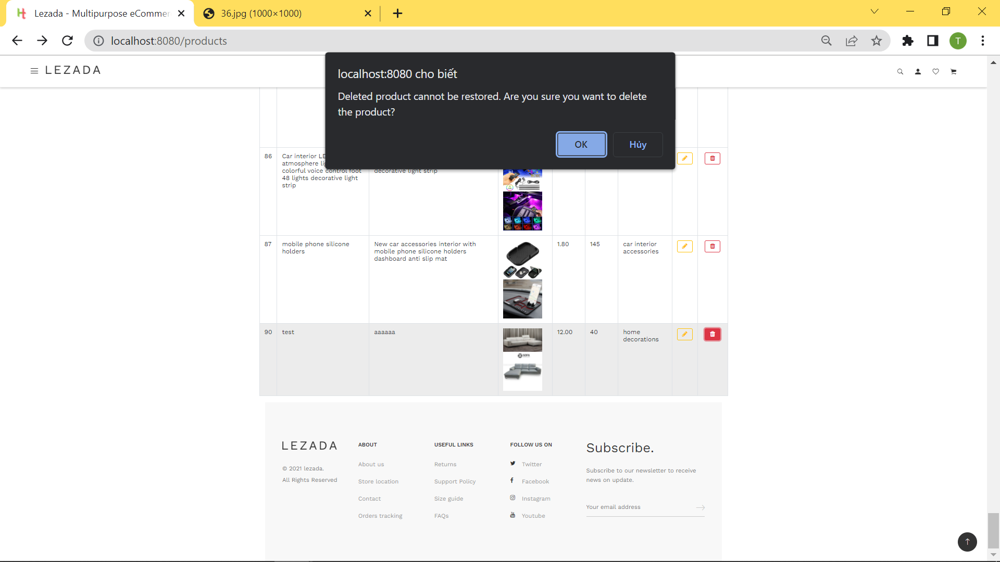 Lezada - Multipurpose eCommer
36.jpg (1000×1000)
localhost:8080/products
T
LEZADA
localhost:8080 cho biết
Deleted product cannot be restored. Are you sure you want to delete
the product?
OK
Hủy
86
Car interior LE
atmosphere lig
colorful voice control foot
48 lights decorative light
strip
decorative light strip
87
mobile phone silicone
holders
New car accessories interior with
mobile phone silicone holders
dashboard anti slip mat
1.80
145
car interior
accessories
90
test
aaaaaa
SOFA
12.00
40
home
decorations
LEZADA
© 2021 lezada.
All Rights Reserved
ABOUT
About us
Store location
Contact
Orders tracking
USEFUL LINKS
Returns
Support Policy
Size guide
FAQs
FOLLOW US ON
Twitter
Facebook
Instagram
Youtube
Subscribe.
Subscribe to our newsletter to receive
news on update.
Your email address